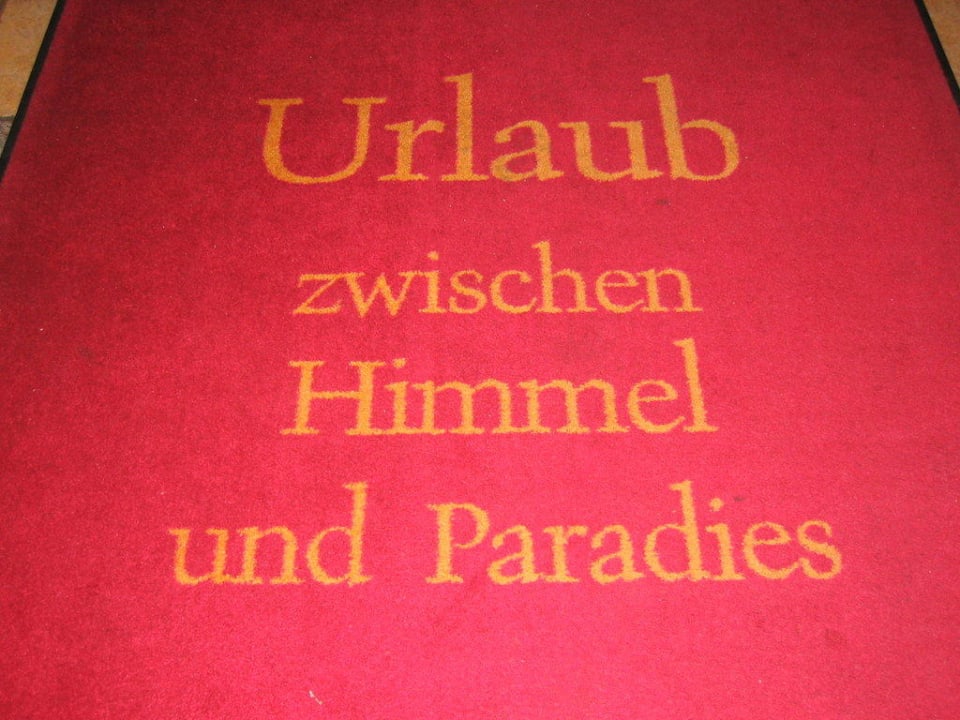 Urlaub
zwischen
Himmel
und Paradies